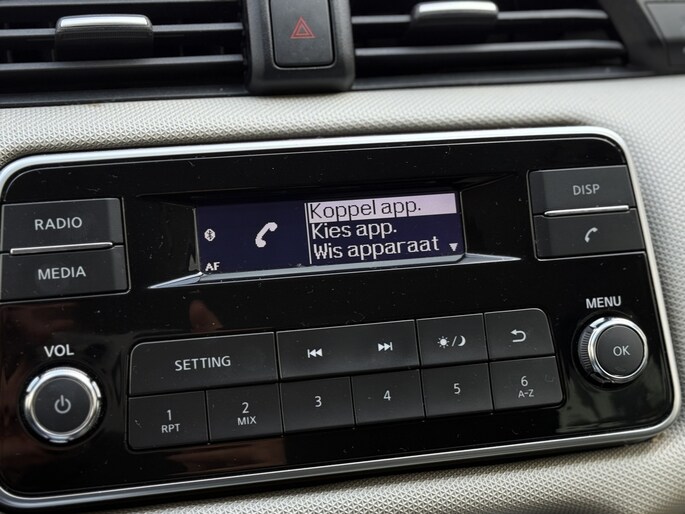 RADIO
MEDIA
Koppel app.
Kies app.
Wis apparaat
AF
DISP
VOL
MENU
SETTING
OK
1
RPT
2
MIX
3
4
5
6
A-Z